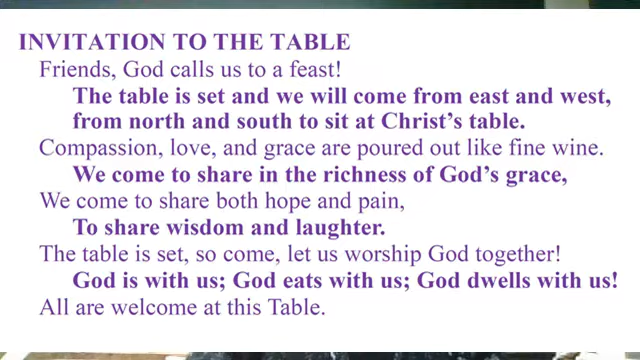 INVITATION TO THE TABLE
Friends, God calls us to a feast!
The table is set and we will come from east and west,
from north and south to sit at Christ's table.
Compassion, love, and grace are poured out like fine wine.
We come to share in the richness of God's grace,
We come to share both hope and pain,
To share wisdom and laughter.
The table is set, so come, let us worship God together!
God is with us; God eats with us; God dwells with us!
All are welcome at this Table.